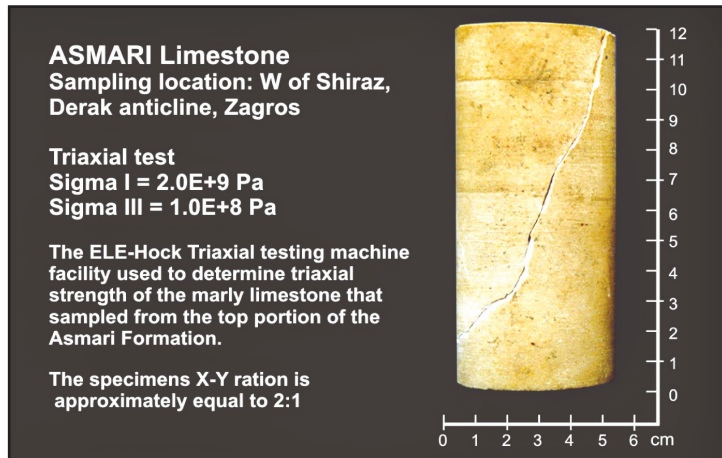 ASMARI Limestone
Sampling location: W of Shiraz,
Derak anticline, Zagros
Triaxial test
Sigma I = 2.0E+9 Pa
Sigma III = 1.0E+8 Pa
The ELE-Hock Triaxial testing machine
facility used to determine triaxial
strength of the marly limestone that
sampled from the top portion of the
Asmari Formation.
The specimens X-Y ration is
approximately equal to 2:1
12
11
10
9
8
7
6
5
4
3
2
1
0
0 1 2 3 4 5 6 cm